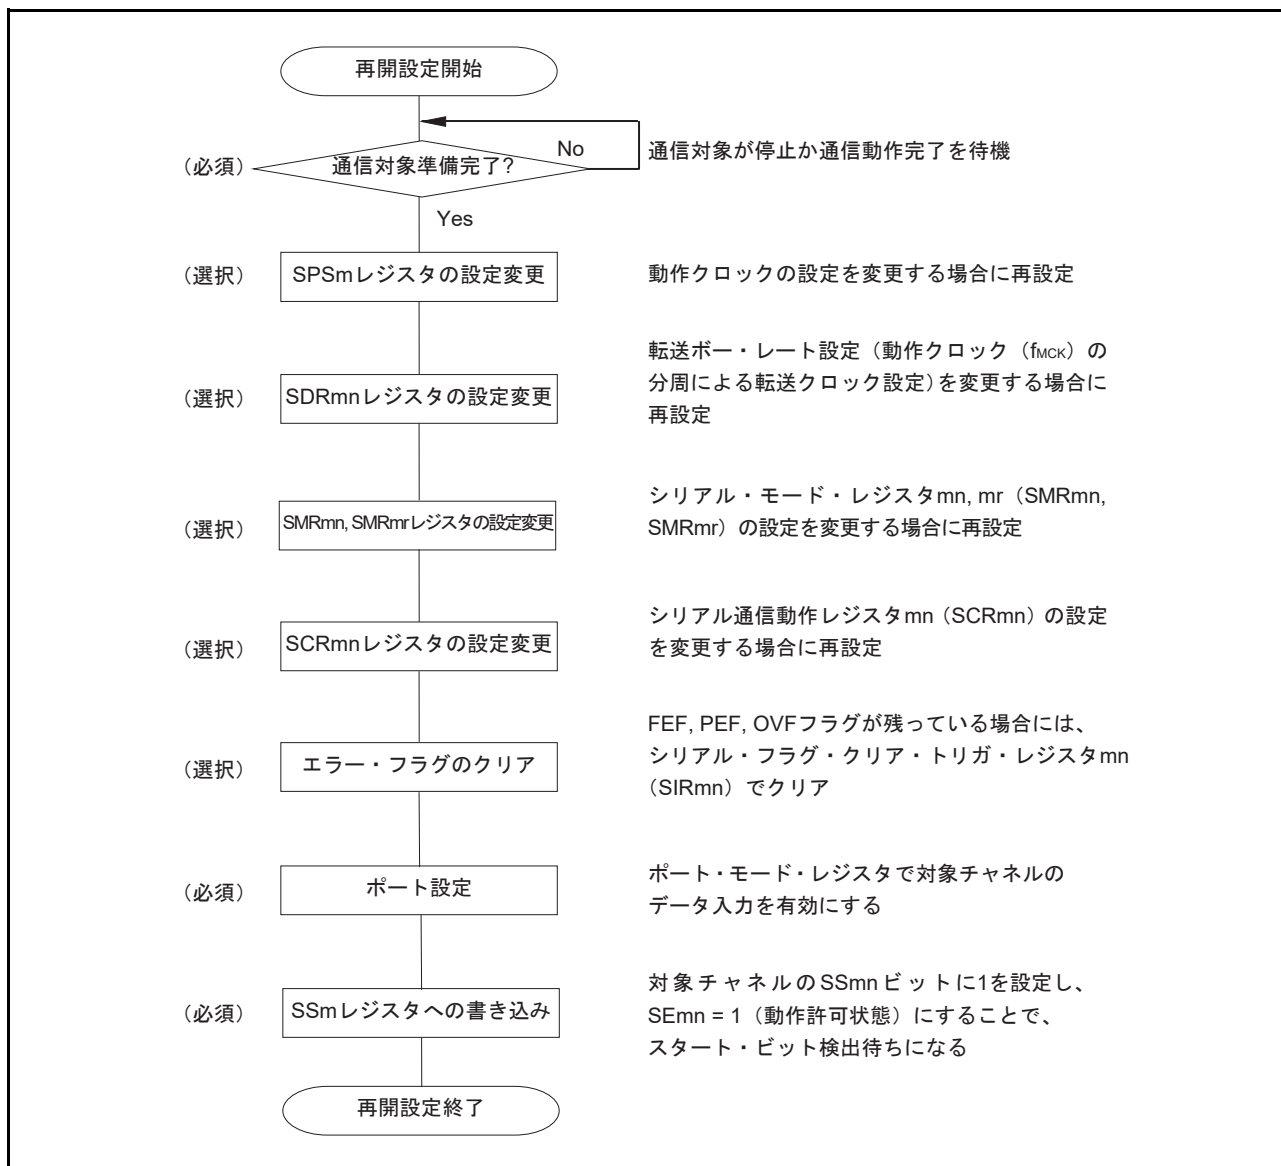 再開設定開始
(必須)
通信対象準備完了?
No
通信対象が停止か通信動作完了を待機
Yes
(選択)
SPSmレジスタの設定変更
動作クロックの設定を変更する場合に再設定
(選択)
SDRmnレジスタの設定変更
転送ボー・レート設定（動作クロック（fMCK）の
分周による転送クロック設定）を変更する場合に
再設定
(選択)
SMRmn, SMRmrレジスタの設定変更
シリアル・モード・レジスタmn, mr（SMRmn,
SMRmr）の設定を変更する場合に再設定
(選択)
SCRmnレジスタの設定変更
シリアル通信動作レジスタmn（SCRmn）の設定
を変更する場合に再設定
(選択)
エラー・フラグのクリア
FEF, PEF, OVFフラグが残っている場合には、
シリアル・フラグ・クリア・トリガ・レジスタmn
（SIRmn）でクリア
(必須)
ポート設定
ポート・モード・レジスタで対象チャネルの
データ入力を有効にする
(必須)
SSmレジスタへの書き込み
対象チャネルのSSmnビットに1を設定し、
SEmn = 1（動作許可状態）にすることで、
スタート・ビット検出待ちになる
再開設定終了